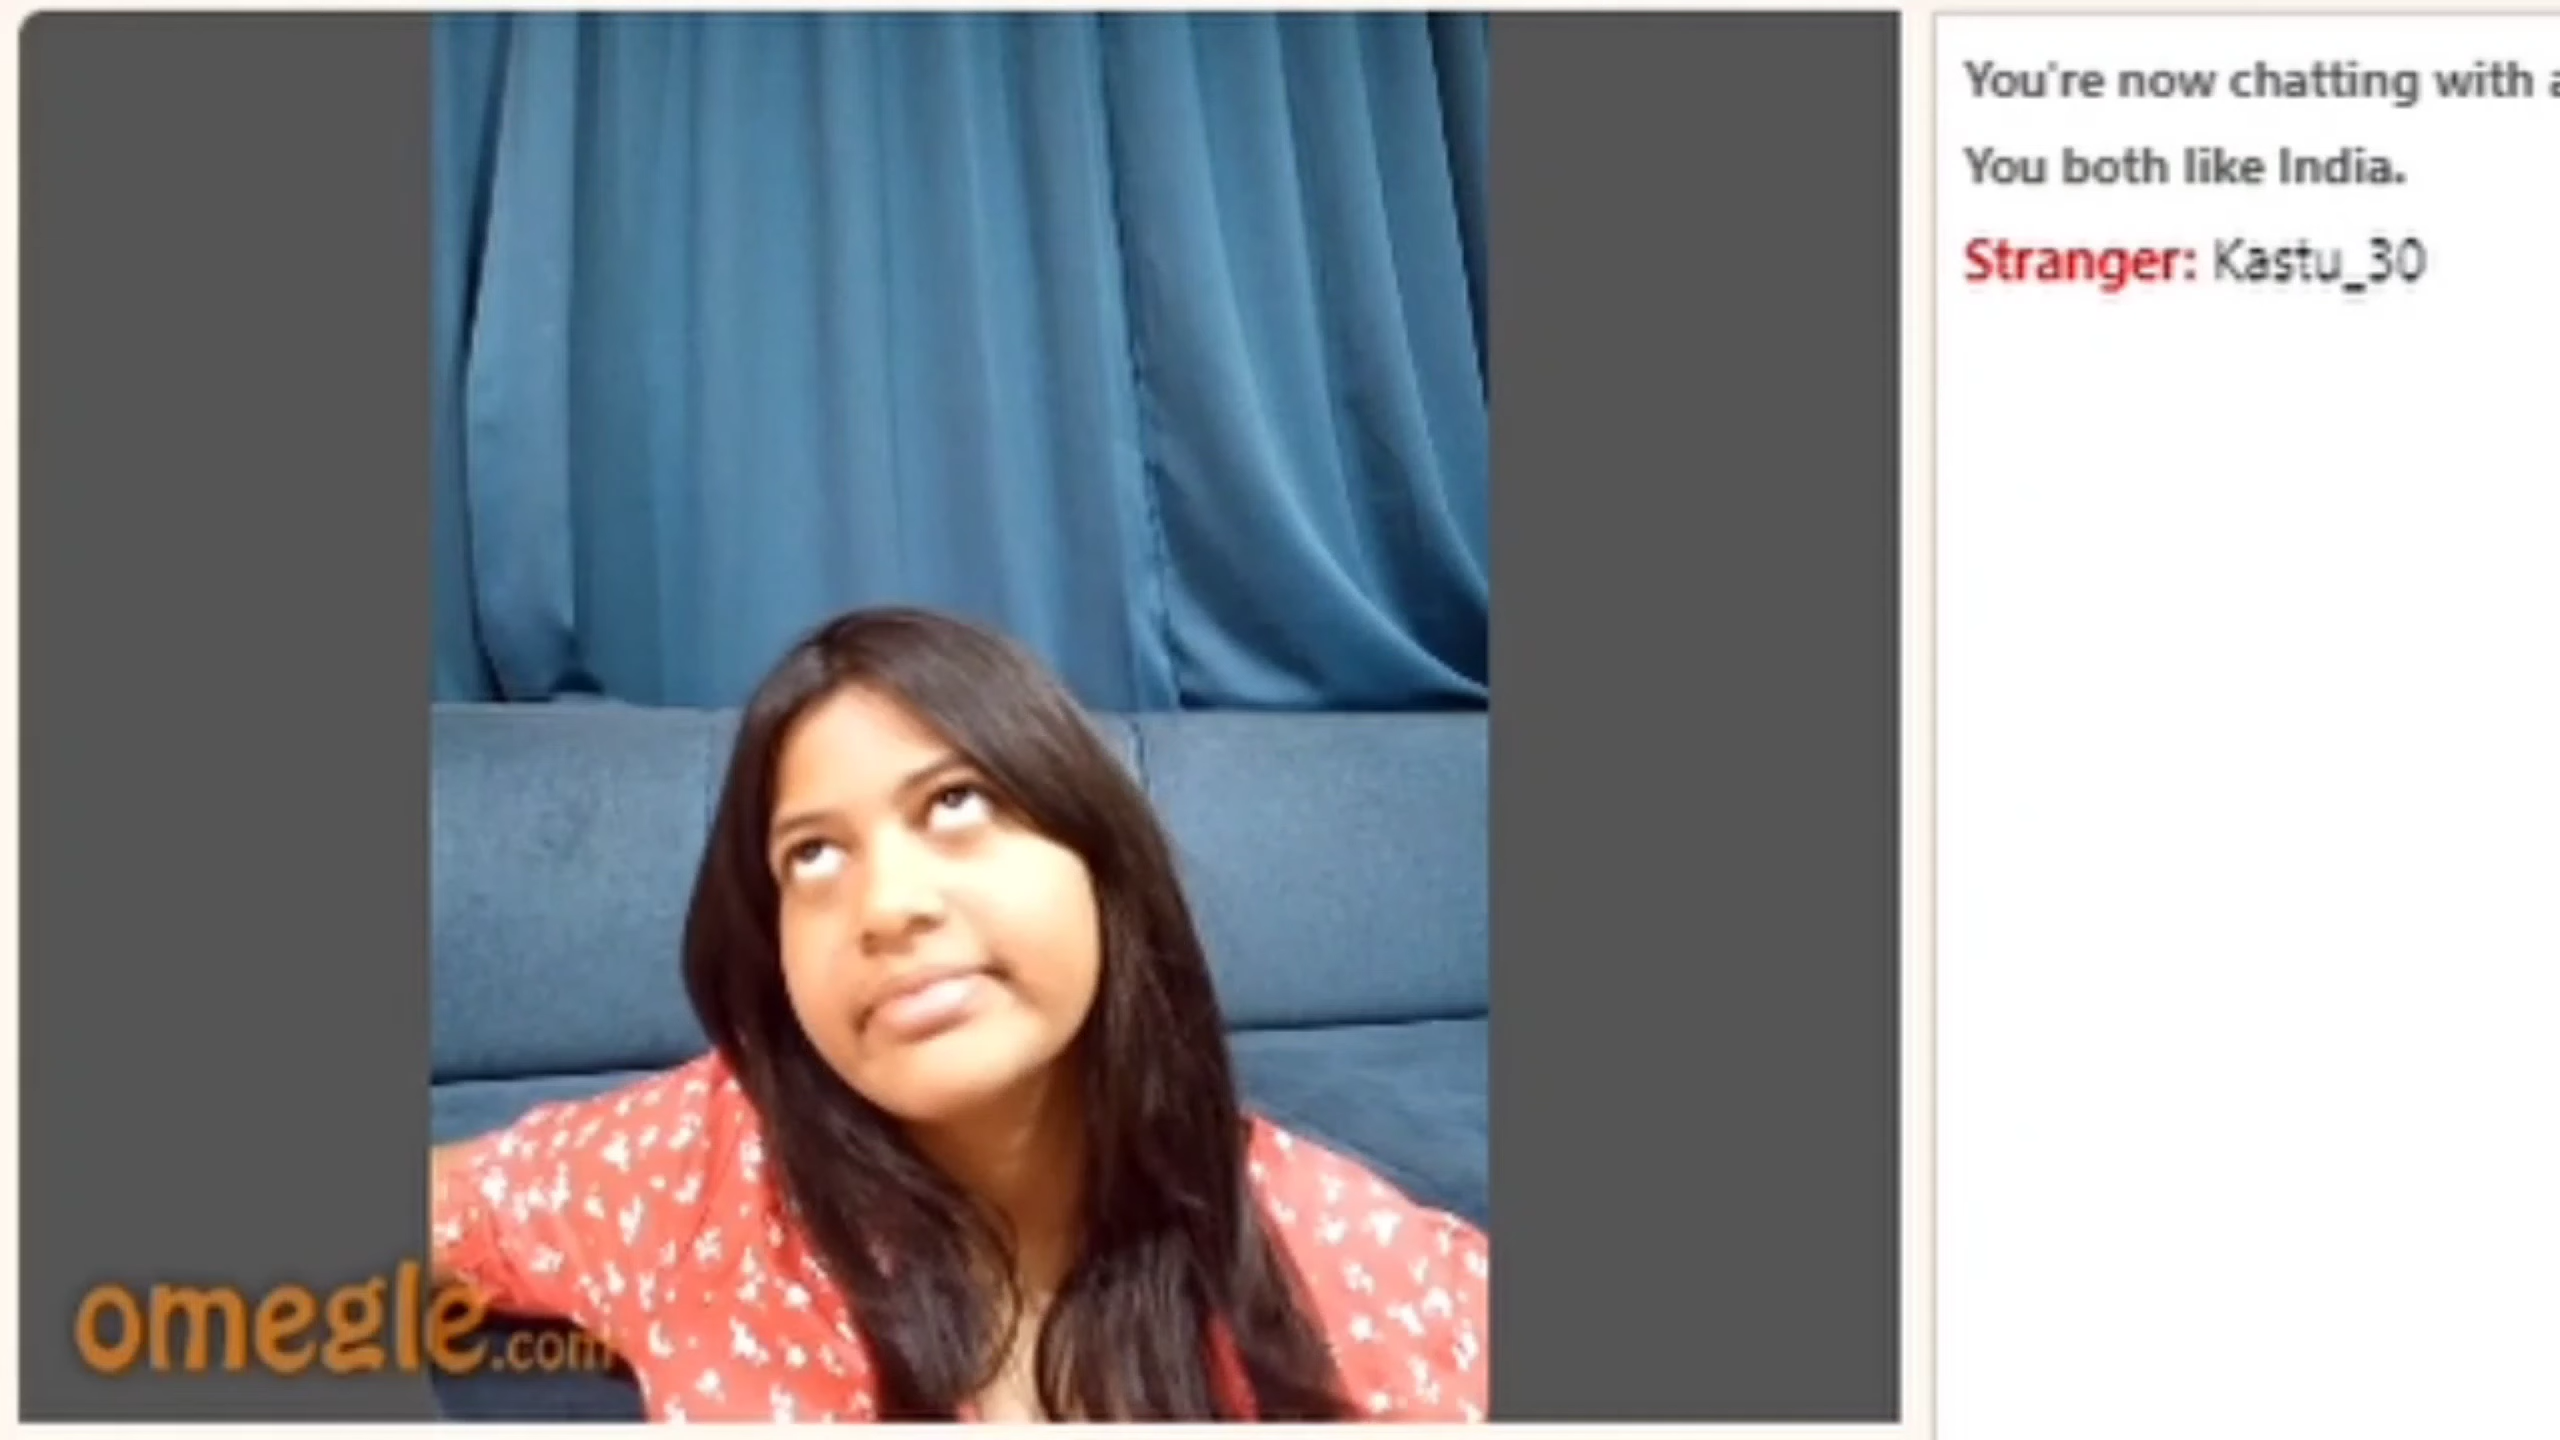 You're now chatting with a
You both like India.
Stranger: Kastu_30
omegle.com